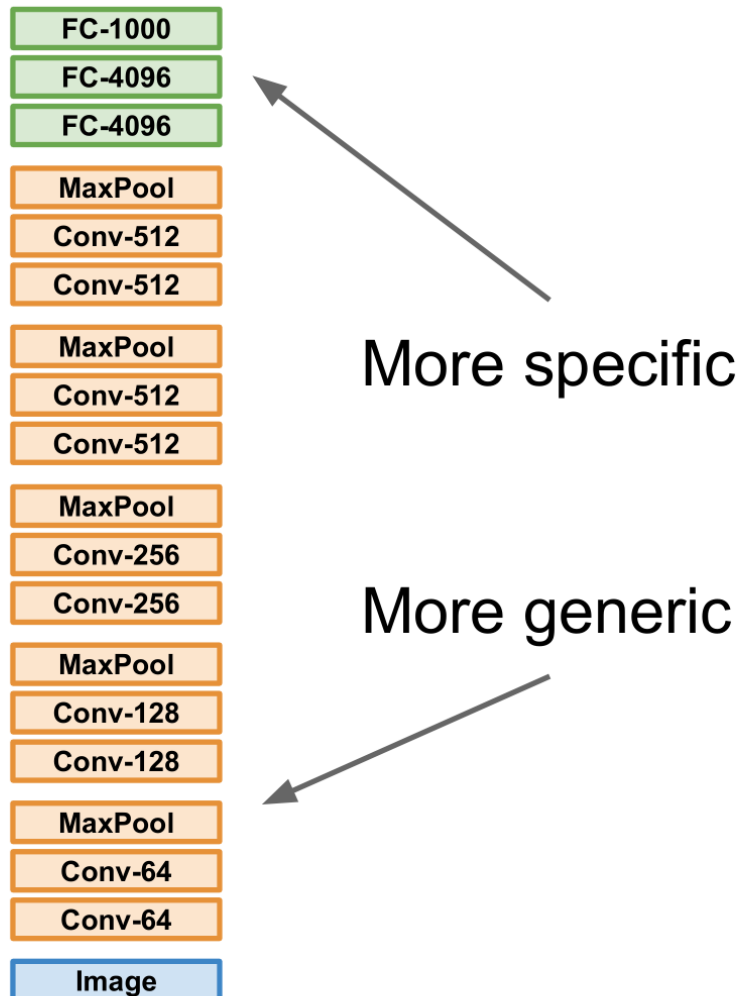 FC-1000
FC-4096
FC-4096
MaxPool
Conv-512
Conv-512
MaxPool
More specific
Conv-512
Conv-512
MaxPool
Conv-256
More generic
Conv-256
MaxPool
Conv-128
Conv-128
MaxPool
Conv-64
Conv-64
Image